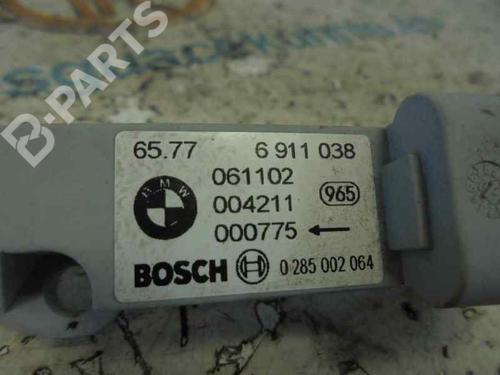 B-PARTS
65.77 6 911 038
BMW
061102
004211 965
000775 ←
BOSCH 0 285 002 064